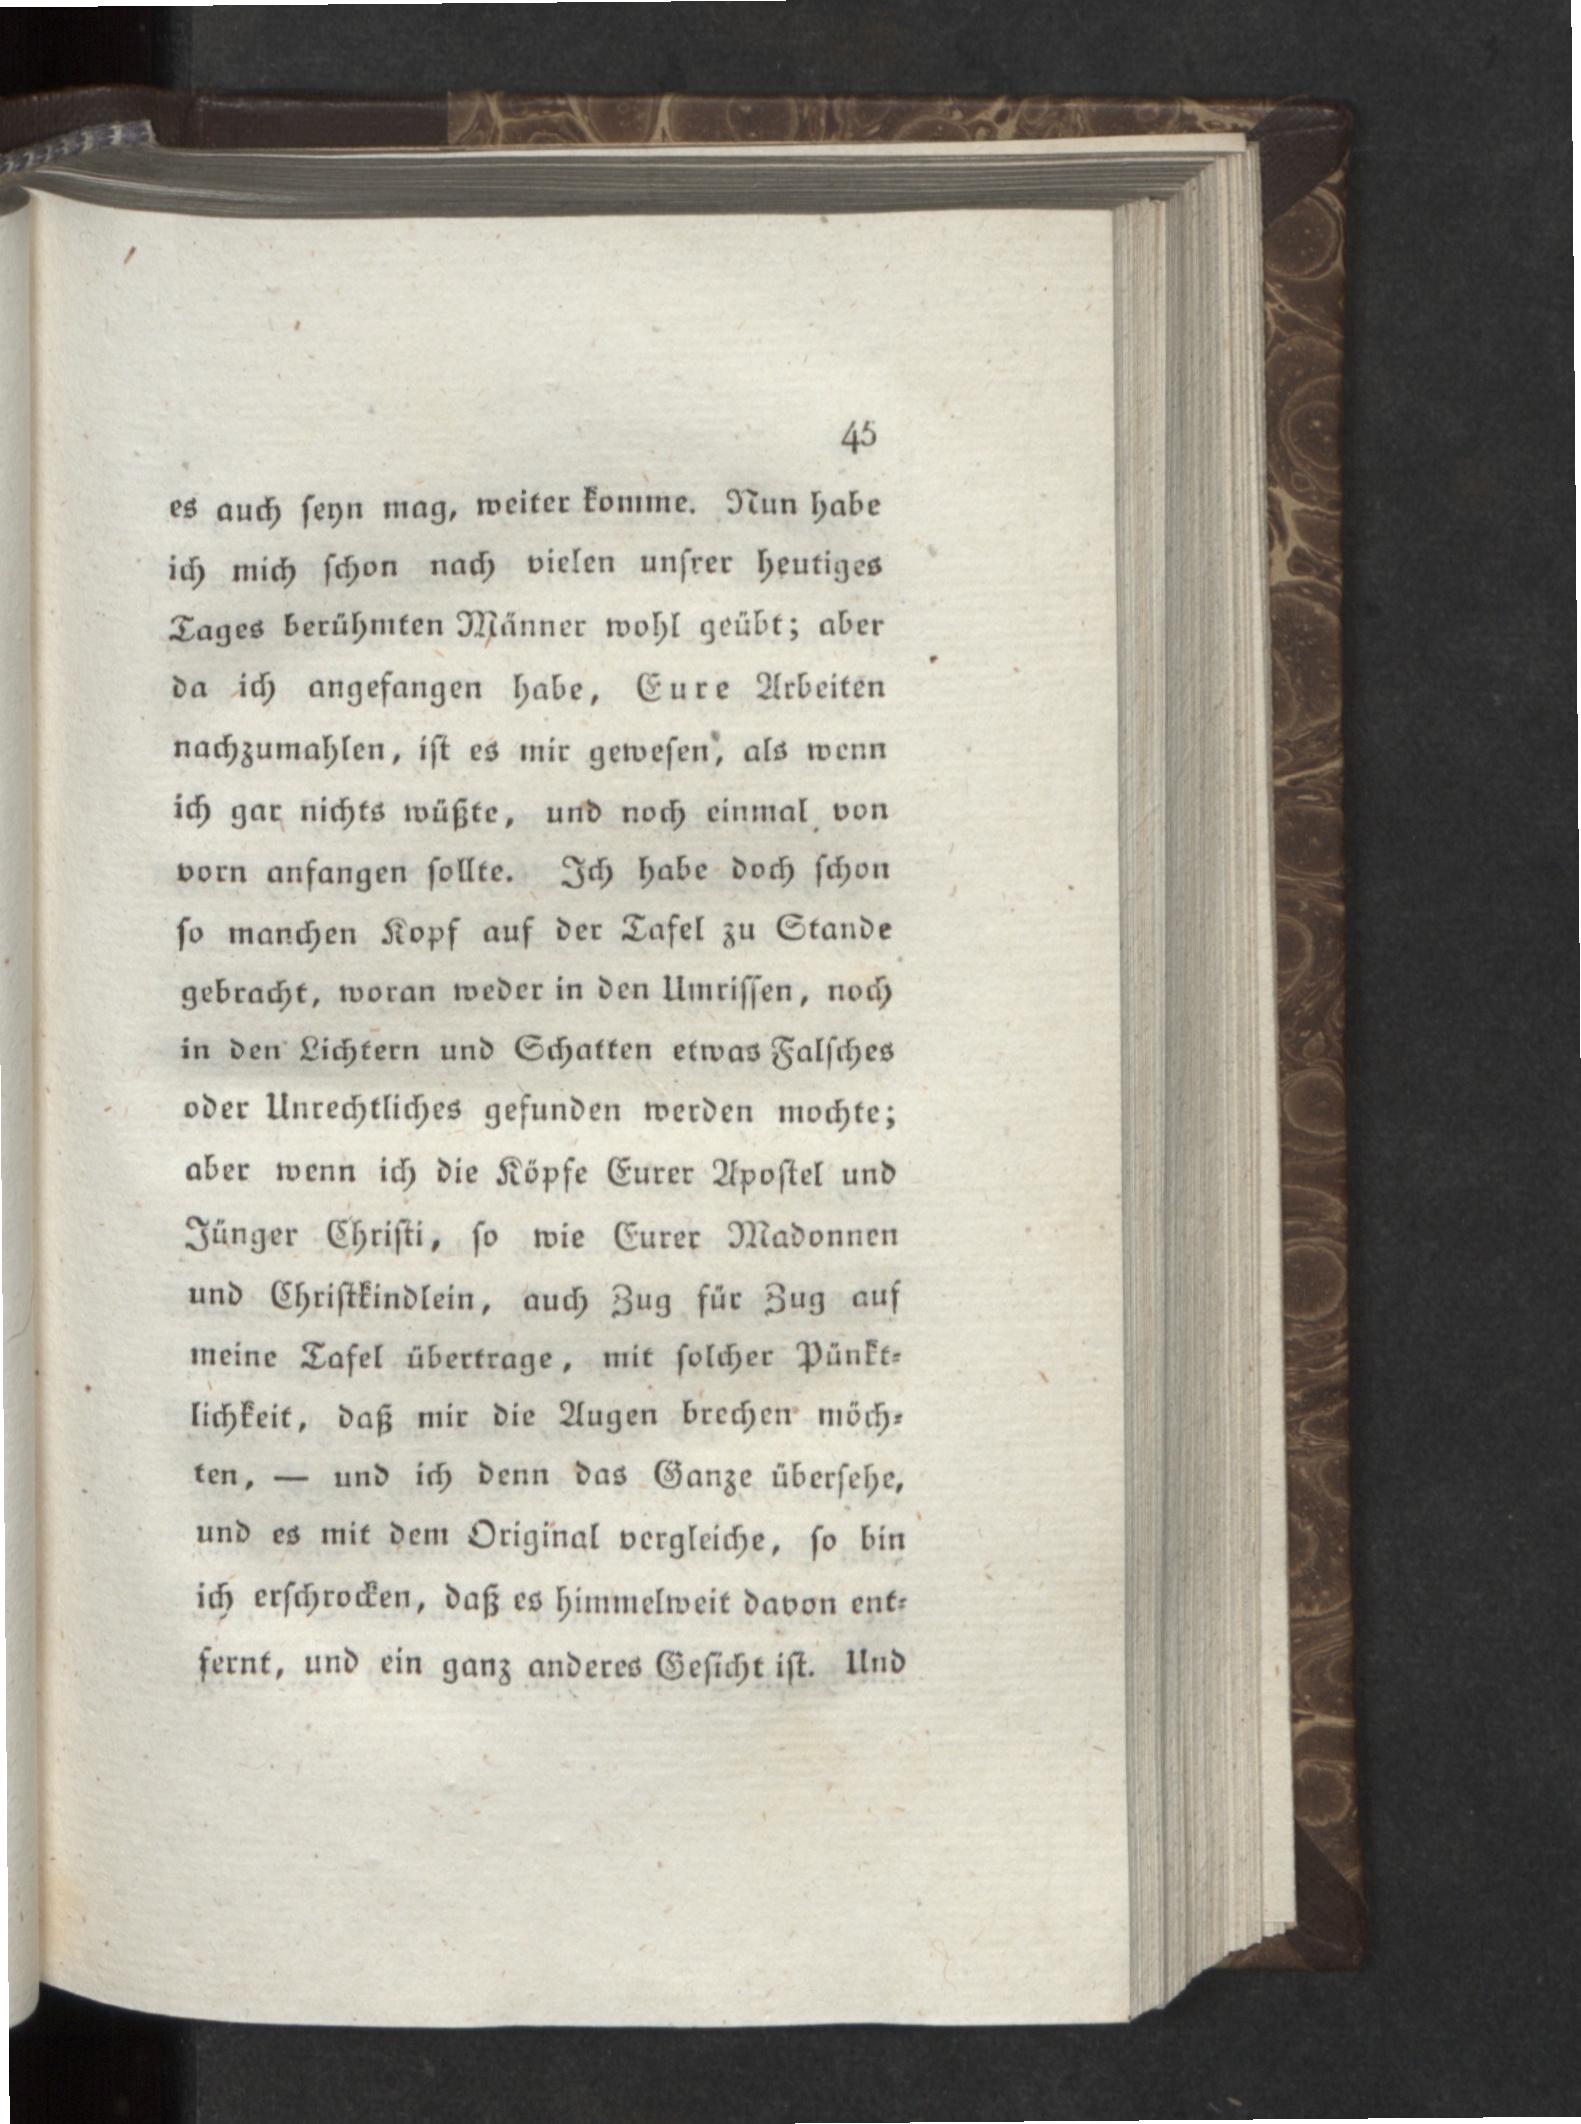 45
es auch ſeyn mag, weiter komme. Nun habe
ich mich ſchon nach vielen unſrer heutiges
Tages berühmten Männer wohl geübt; aber
da ich angefangen habe, Eure Arbeiten
nachzumahlen, iſt es mir geweſen, als wenn
ich gar nichts wüßte, und noch einmal von
vorn anfangen ſollte. Ich habe doch ſchon
ſo manchen Kopf auf der Tafel zu Stande
gebracht, woran weder in den Umriſſen, noch
in den Lichtern und Schatten etwas Falſches
oder Unrechtliches gefunden werden mochte;
aber wenn ich die Köpfe Eurer Apoſtel und
Jünger Chriſti, ſo wie Eurer Madonnen
und Chriſtkindlein, auch Zug für Zug auf
meine Tafel übertrage, mit ſolcher Pünkt⸗
lichkeit, daß mir die Augen brechen möch⸗
ten, — und ich denn das Ganze überſehe,
und es mit dem Original vergleiche, ſo bin
ich erſchrocken, daß es himmelweit davon ent⸗
fernt, und ein ganz anderes Geſicht iſt. Und